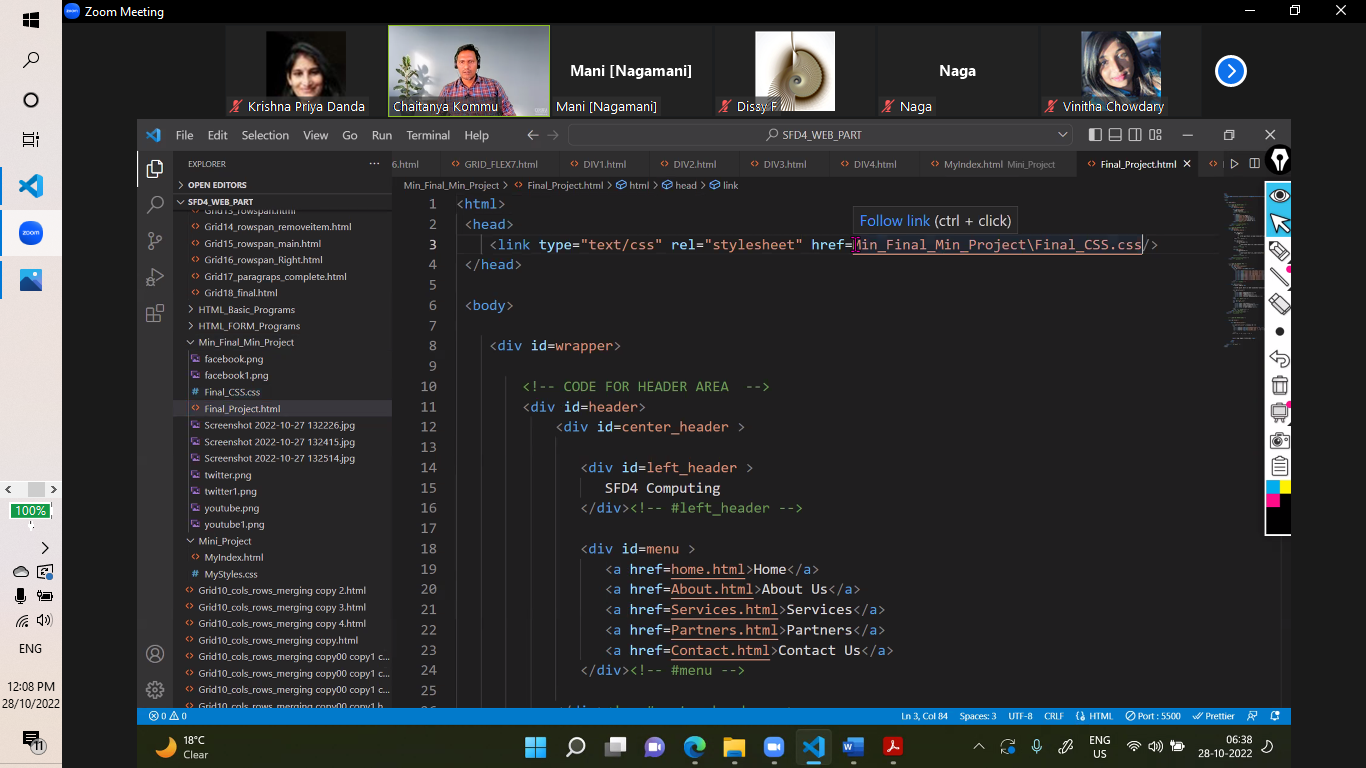 Zoom Meeting
Krishna Priya Danda
Chaitanya Kommu
Mani [Nagamani]
Mani [Nagamani]
Dissy F
Naga
Naga
Vinitha Chowdary
File Edit Selection View Go Run Terminal Help
SFD4_WEB_PART
EXPLORER
6.html GRID_FLEX7.html DIV1.html DIV2.html DIV3.html DIV4.html MyIndex.html Mini_Project Final_Project.html
OPEN EDITORS
SFD4_WEB_PART
Grid13_rowspan.html
Grid14_rowspan_removeitem.html
Grid15_rowspan_main.html
Grid16_rowspan_Right.html
Grid17_paragraps_complete.html
Grid18_final.html
HTML_Basic_Programs
HTML_FORM_Programs
Min_Final_Min_Project
facebook.png
facebook1.png
# Final_CSS.css
Final_Project.html
Screenshot 2022-10-27 132226.jpg
Screenshot 2022-10-27 132415.jpg
Screenshot 2022-10-27 132514.jpg
twitter.png
twitter1.png
youtube.png
youtube1.png
Mini_Project
MyIndex.html
# MyStyles.css
Grid10_cols_rows_merging copy 2.html
Grid10_cols_rows_merging copy 3.html
Grid10_cols_rows_merging copy 4.html
Grid10_cols_rows_merging copy.html
Grid10_cols_rows_merging copy00 copy1 c...
Grid10_cols_rows_merging copy00 copy1 c...
Grid10_cols_rows_merging copy00 copy1 c...
Grid10_cols_rows_merging copy00 copy1.h
Min_Final_Min_Project > Final_Project.html > html > head > link
Follow link (ctrl + click)
1 <html>
2 <head>
3 <link type="text/css" rel="stylesheet" href=Min_Final_Min_Project\Final_CSS.css/>
4 </head>
5
6 <body>
7
8 <div id=wrapper>
9
10 <!-- CODE FOR HEADER AREA -->
11 <div id=header>
12 <div id=center_header >
13
14 <div id=left_header >
15 SFD4 Computing
16 </div><!-- #left_header -->
17
18 <div id=menu >
19 <a href=home.html>Home</a>
20 <a href=About.html>About Us</a>
21 <a href=Services.html>Services</a>
22 <a href=Partners.html>Partners</a>
23 <a href=Contact.html>Contact Us</a>
24 </div><!-- #menu -->
25
0 0 Ln 3, Col 84 Spaces: 3 UTF-8 CRLF HTML Port : 5500 Prettier
18°C
Clear
ENG
US
06:38
28-10-2022
100%
ENG
12:08 PM
28/10/2022
11